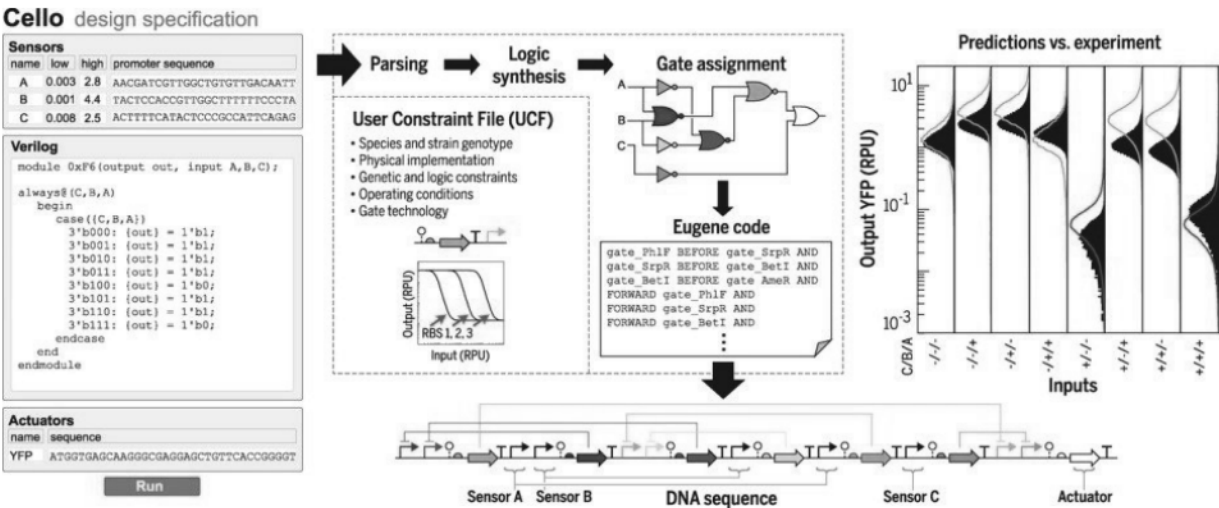 Cello design specification
Sensors
name low high promoter sequence
A 0.003 2.8 AACGATCGTTGGCTGTGTTGACAATT
B 0.001 4.4 TACTCCACCGTTGGCTTTTTTCCCTA
C 0.008 2.5 ACTTTTCATACTCCCGCCATTCAGAG
Verilog
module 0xF6(output out, input A,B,C);
always@(C,B,A)
begin
case({C,B,A})
3'b000: {out} = 1'b1;
3'b001: {out} = 1'b1;
3'b010: {out} = 1'b1;
3'b011: {out} = 1'b1;
3'b100: {out} = 1'b0;
3'b101: {out} = 1'b1;
3'b110: {out} = 1'b1;
3'b111: {out} = 1'b0;
endcase
end
endmodule
Actuators
name sequence
YFP ATGGTGAGCAAGGGCGAGGAGCTGTTCACCGGGGT
Run
Parsing
Logic
synthesis
Gate assignment
A
B
C
User Constraint File (UCF)
• Species and strain genotype
• Physical implementation
• Genetic and logic constraints
• Operating conditions
• Gate technology
Output (RPU)
RBS 1, 2, 3
Input (RPU)
Eugene code
gate_PhlF BEFORE gate_SrpR AND
gate_SrpR BEFORE gate_BetI AND
gate_BetI BEFORE gate AmeR AND
FORWARD gate_PhlF AND
FORWARD gate_SrpR AND
FORWARD gate_BetI AND
Sensor A Sensor B DNA sequence Sensor C Actuator
Predictions vs. experiment
Output YFP (RPU)
10¹
10⁻¹
10⁻³
C/B/A
-/-/-
-/-/+
-/+/-
-/+/+
+/-/-
+/-/+
+/+/-
+/+/+
Inputs